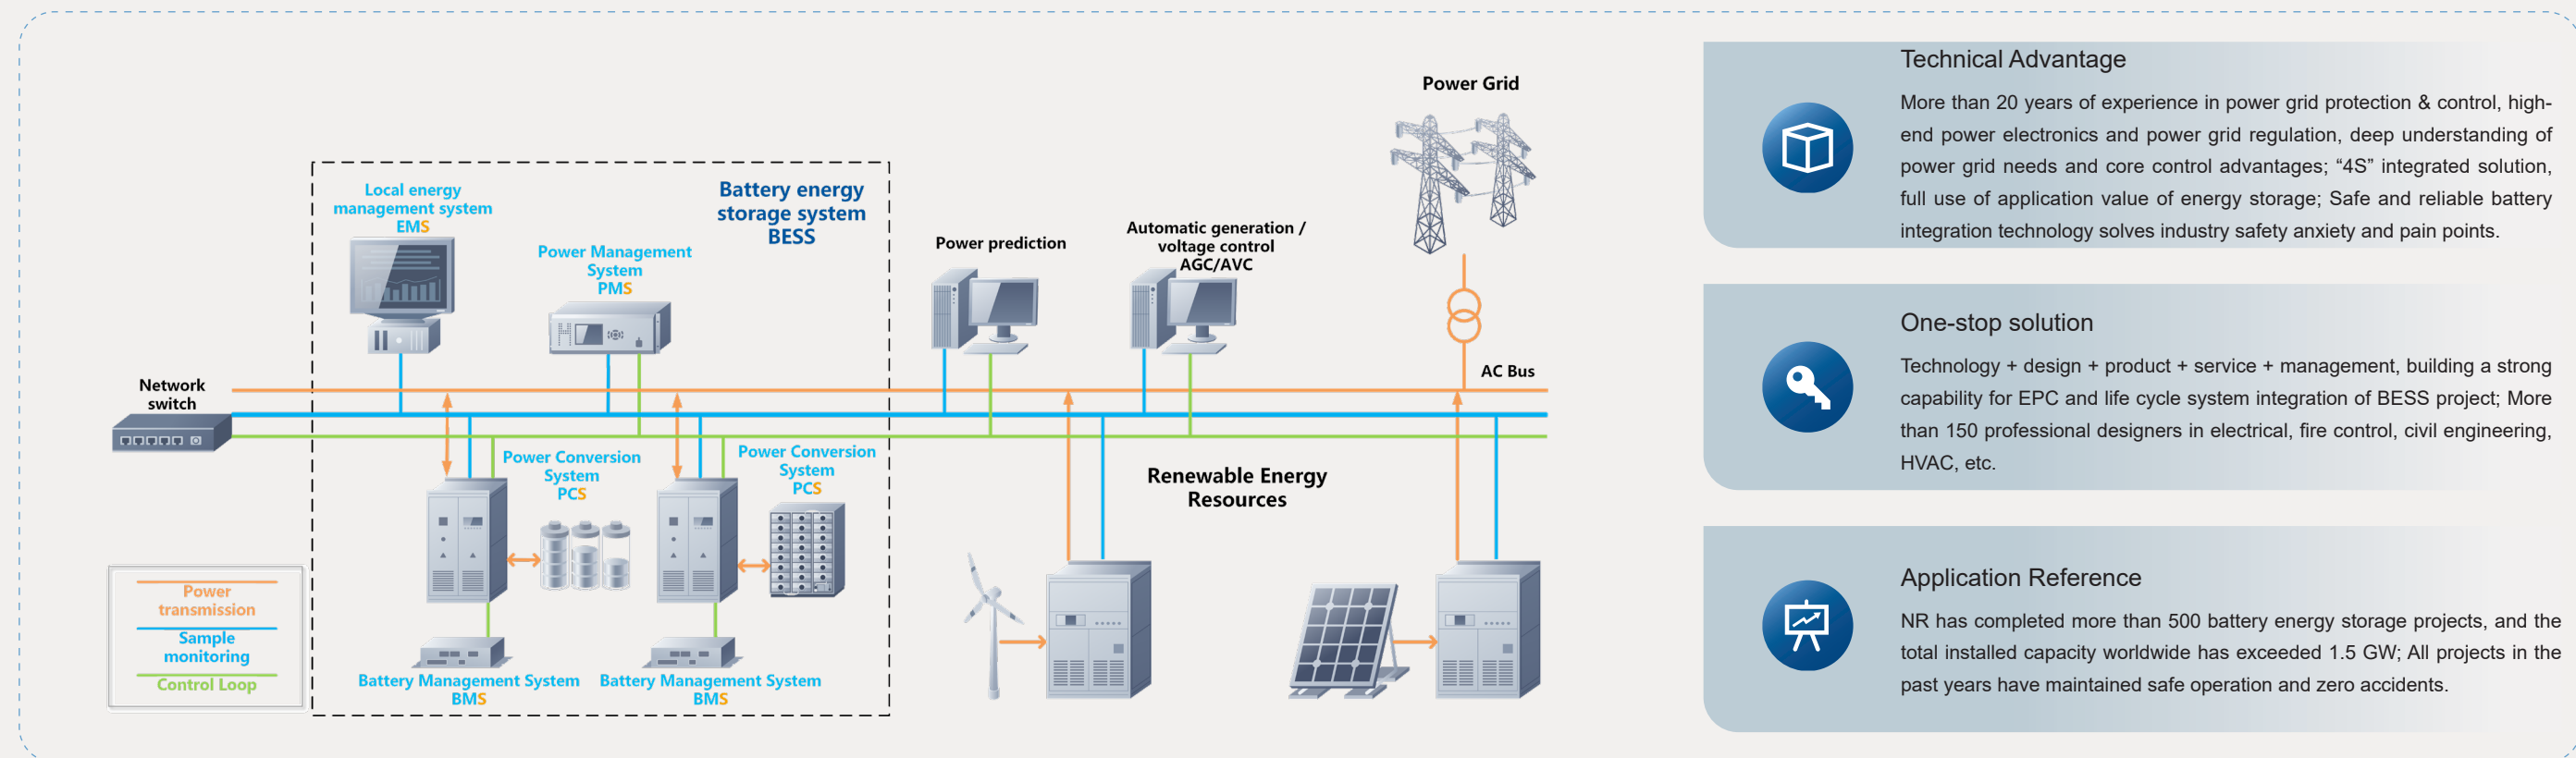 Power Grid
Local energy
management system
EMS
Battery energy
storage system
BESS
Power Management
System
PMS
Power prediction
Automatic generation /
voltage control
AGC/AVC
Network
switch
AC Bus
Power Conversion
System
PCS
Power Conversion
System
PCS
Renewable Energy
Resources
Power
transmission
Sample
monitoring
Control Loop
Battery Management System
BMS
Battery Management System
BMS
Technical Advantage
More than 20 years of experience in power grid protection & control, high-
end power electronics and power grid regulation, deep understanding of
power grid needs and core control advantages; “4S” integrated solution,
full use of application value of energy storage; Safe and reliable battery
integration technology solves industry safety anxiety and pain points.
One-stop solution
Technology + design + product + service + management, building a strong
capability for EPC and life cycle system integration of BESS project; More
than 150 professional designers in electrical, fire control, civil engineering,
HVAC, etc.
Application Reference
NR has completed more than 500 battery energy storage projects, and the
total installed capacity worldwide has exceeded 1.5 GW; All projects in the
past years have maintained safe operation and zero accidents.